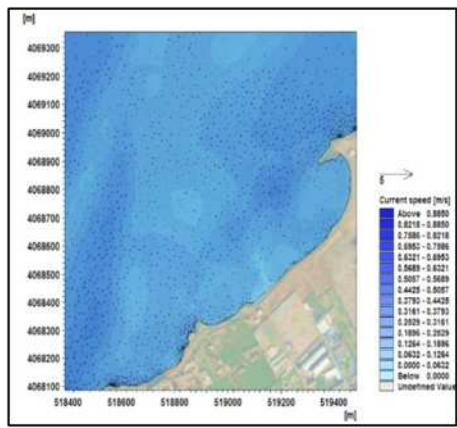 [m]
4069300
4069200
4069100
4069000
4068900
4068800
4068700
4068600
4068500
4068400
4068300
4068200
4068100
518400 518600 518800 519000 519200 519400
[m]
5
Current speed [m/s]
Above 0.8850
0.8218 - 0.8850
0.7586 - 0.8218
0.6953 - 0.7586
0.6321 - 0.6953
0.5689 - 0.6321
0.5057 - 0.5689
0.4425 - 0.5057
0.3793 - 0.4425
0.3161 - 0.3793
0.2529 - 0.3161
0.1896 - 0.2529
0.1264 - 0.1896
0.0632 - 0.1264
0.0000 - 0.0632
Below 0.0000
Undefined Value